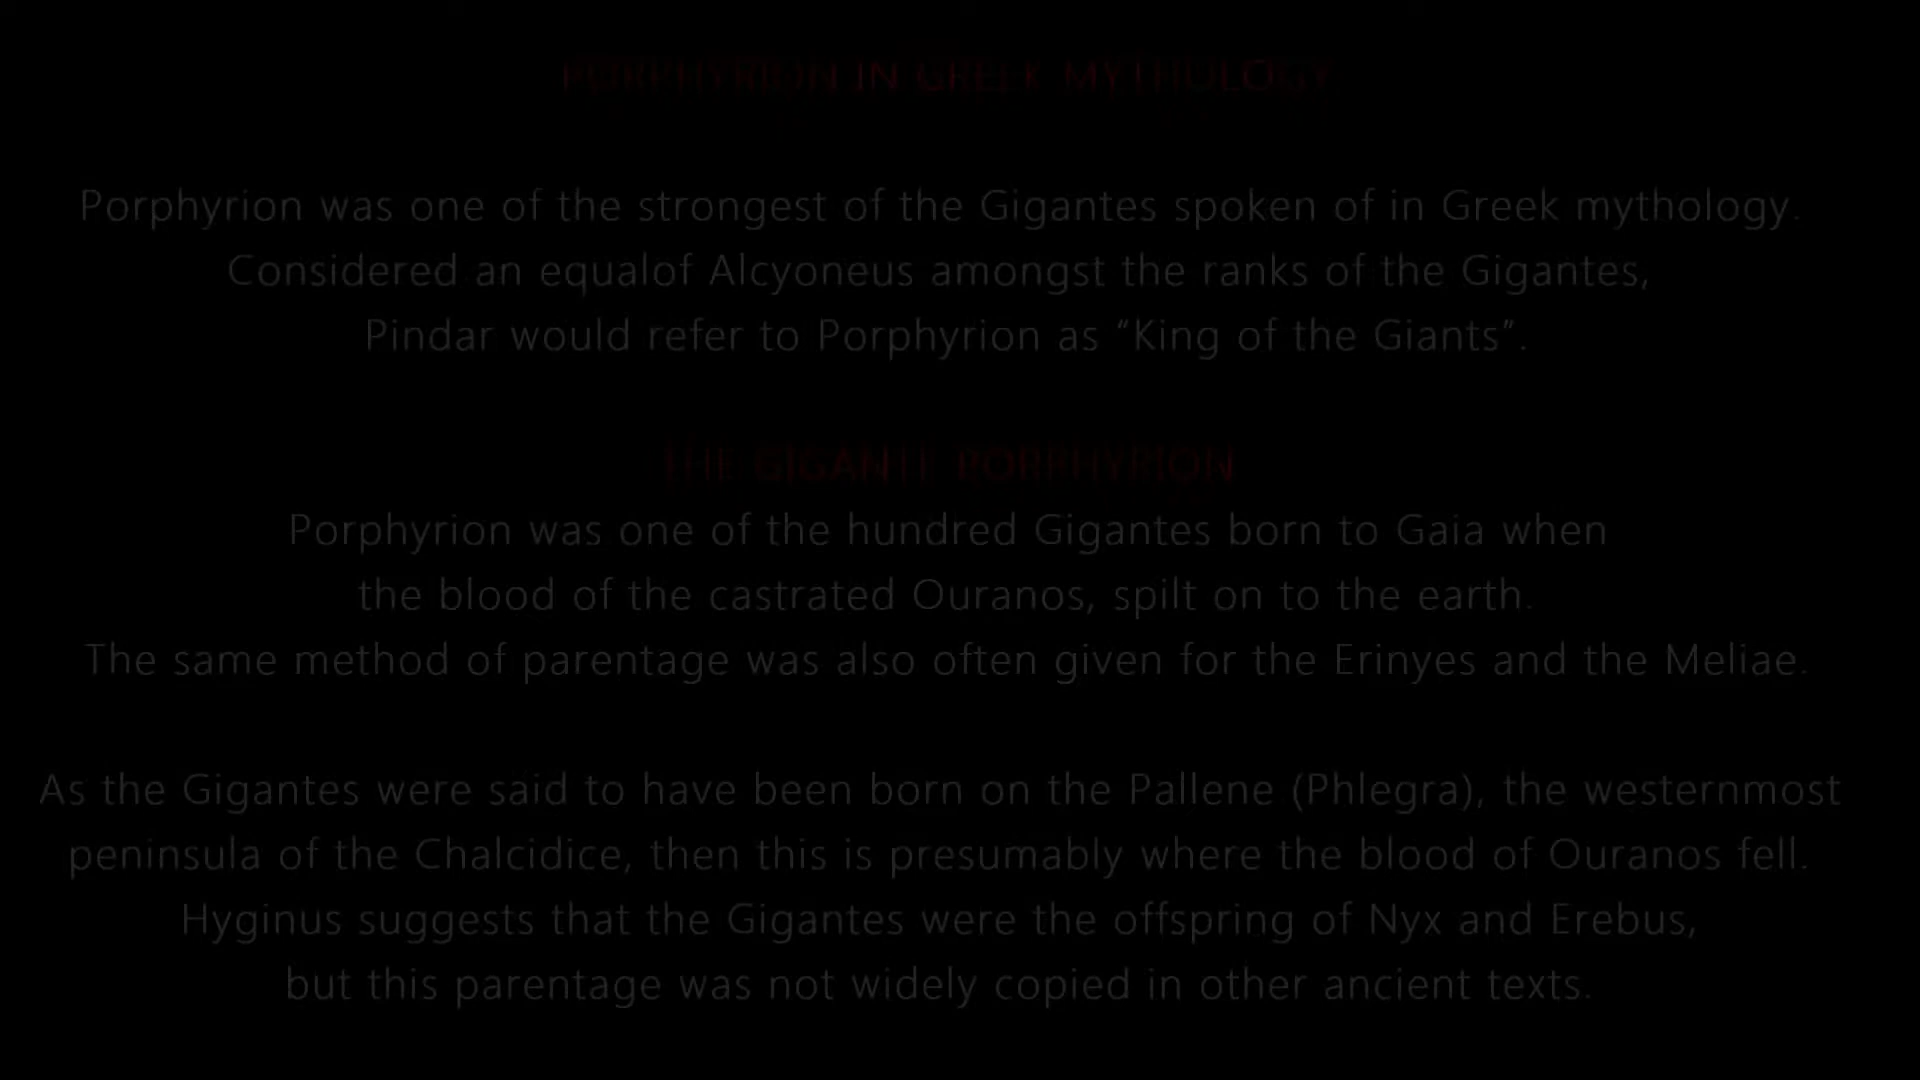 PORPHYRION IN GREEK MYTHOLOGY
Porphyrion was one of the strongest of the Gigantes spoken of in Greek mythology.
Considered an equalof Alcyoneus amongst the ranks of the Gigantes,
Pindar would refer to Porphyrion as “King of the Giants”.
THE GIGANTE PORPHYRION
Porphyrion was one of the hundred Gigantes born to Gaia when
the blood of the castrated Ouranos, spilt on to the earth.
The same method of parentage was also often given for the Erinyes and the Meliae.
As the Gigantes were said to have been born on the Pallene (Phlegra), the westernmost
peninsula of the Chalcidice, then this is presumably where the blood of Ouranos fell.
Hyginus suggests that the Gigantes were the offspring of Nyx and Erebus,
but this parentage was not widely copied in other ancient texts.